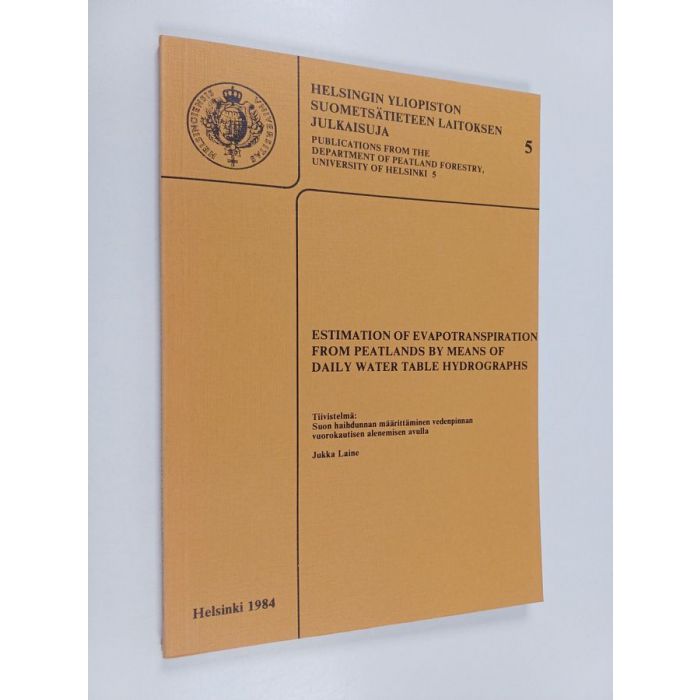 HELSINGIN YLIOPISTON
SUOMETSÄTIETEEN LAITOKSEN
JULKAISUJA
5
PUBLICATIONS FROM THE
DEPARTMENT OF PEATLAND FORESTRY,
UNIVERSITY OF HELSINKI 5
ESTIMATION OF EVAPOTRANSPIRATION
FROM PEATLANDS BY MEANS OF
DAILY WATER TABLE HYDROGRAPHS
Tiivistelmä:
Suon haihdunnan määrittäminen vedenpinnan
vuorokautisen alenemisen avulla
Jukka Laine
Helsinki 1984